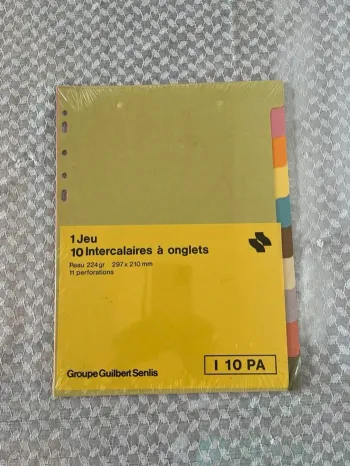 1 Jeu
10 Intercalaires à onglets
Peau 224 gr 297 x 210 mm
11 perforations
Groupe Guilbert Senlis
I 10 PA